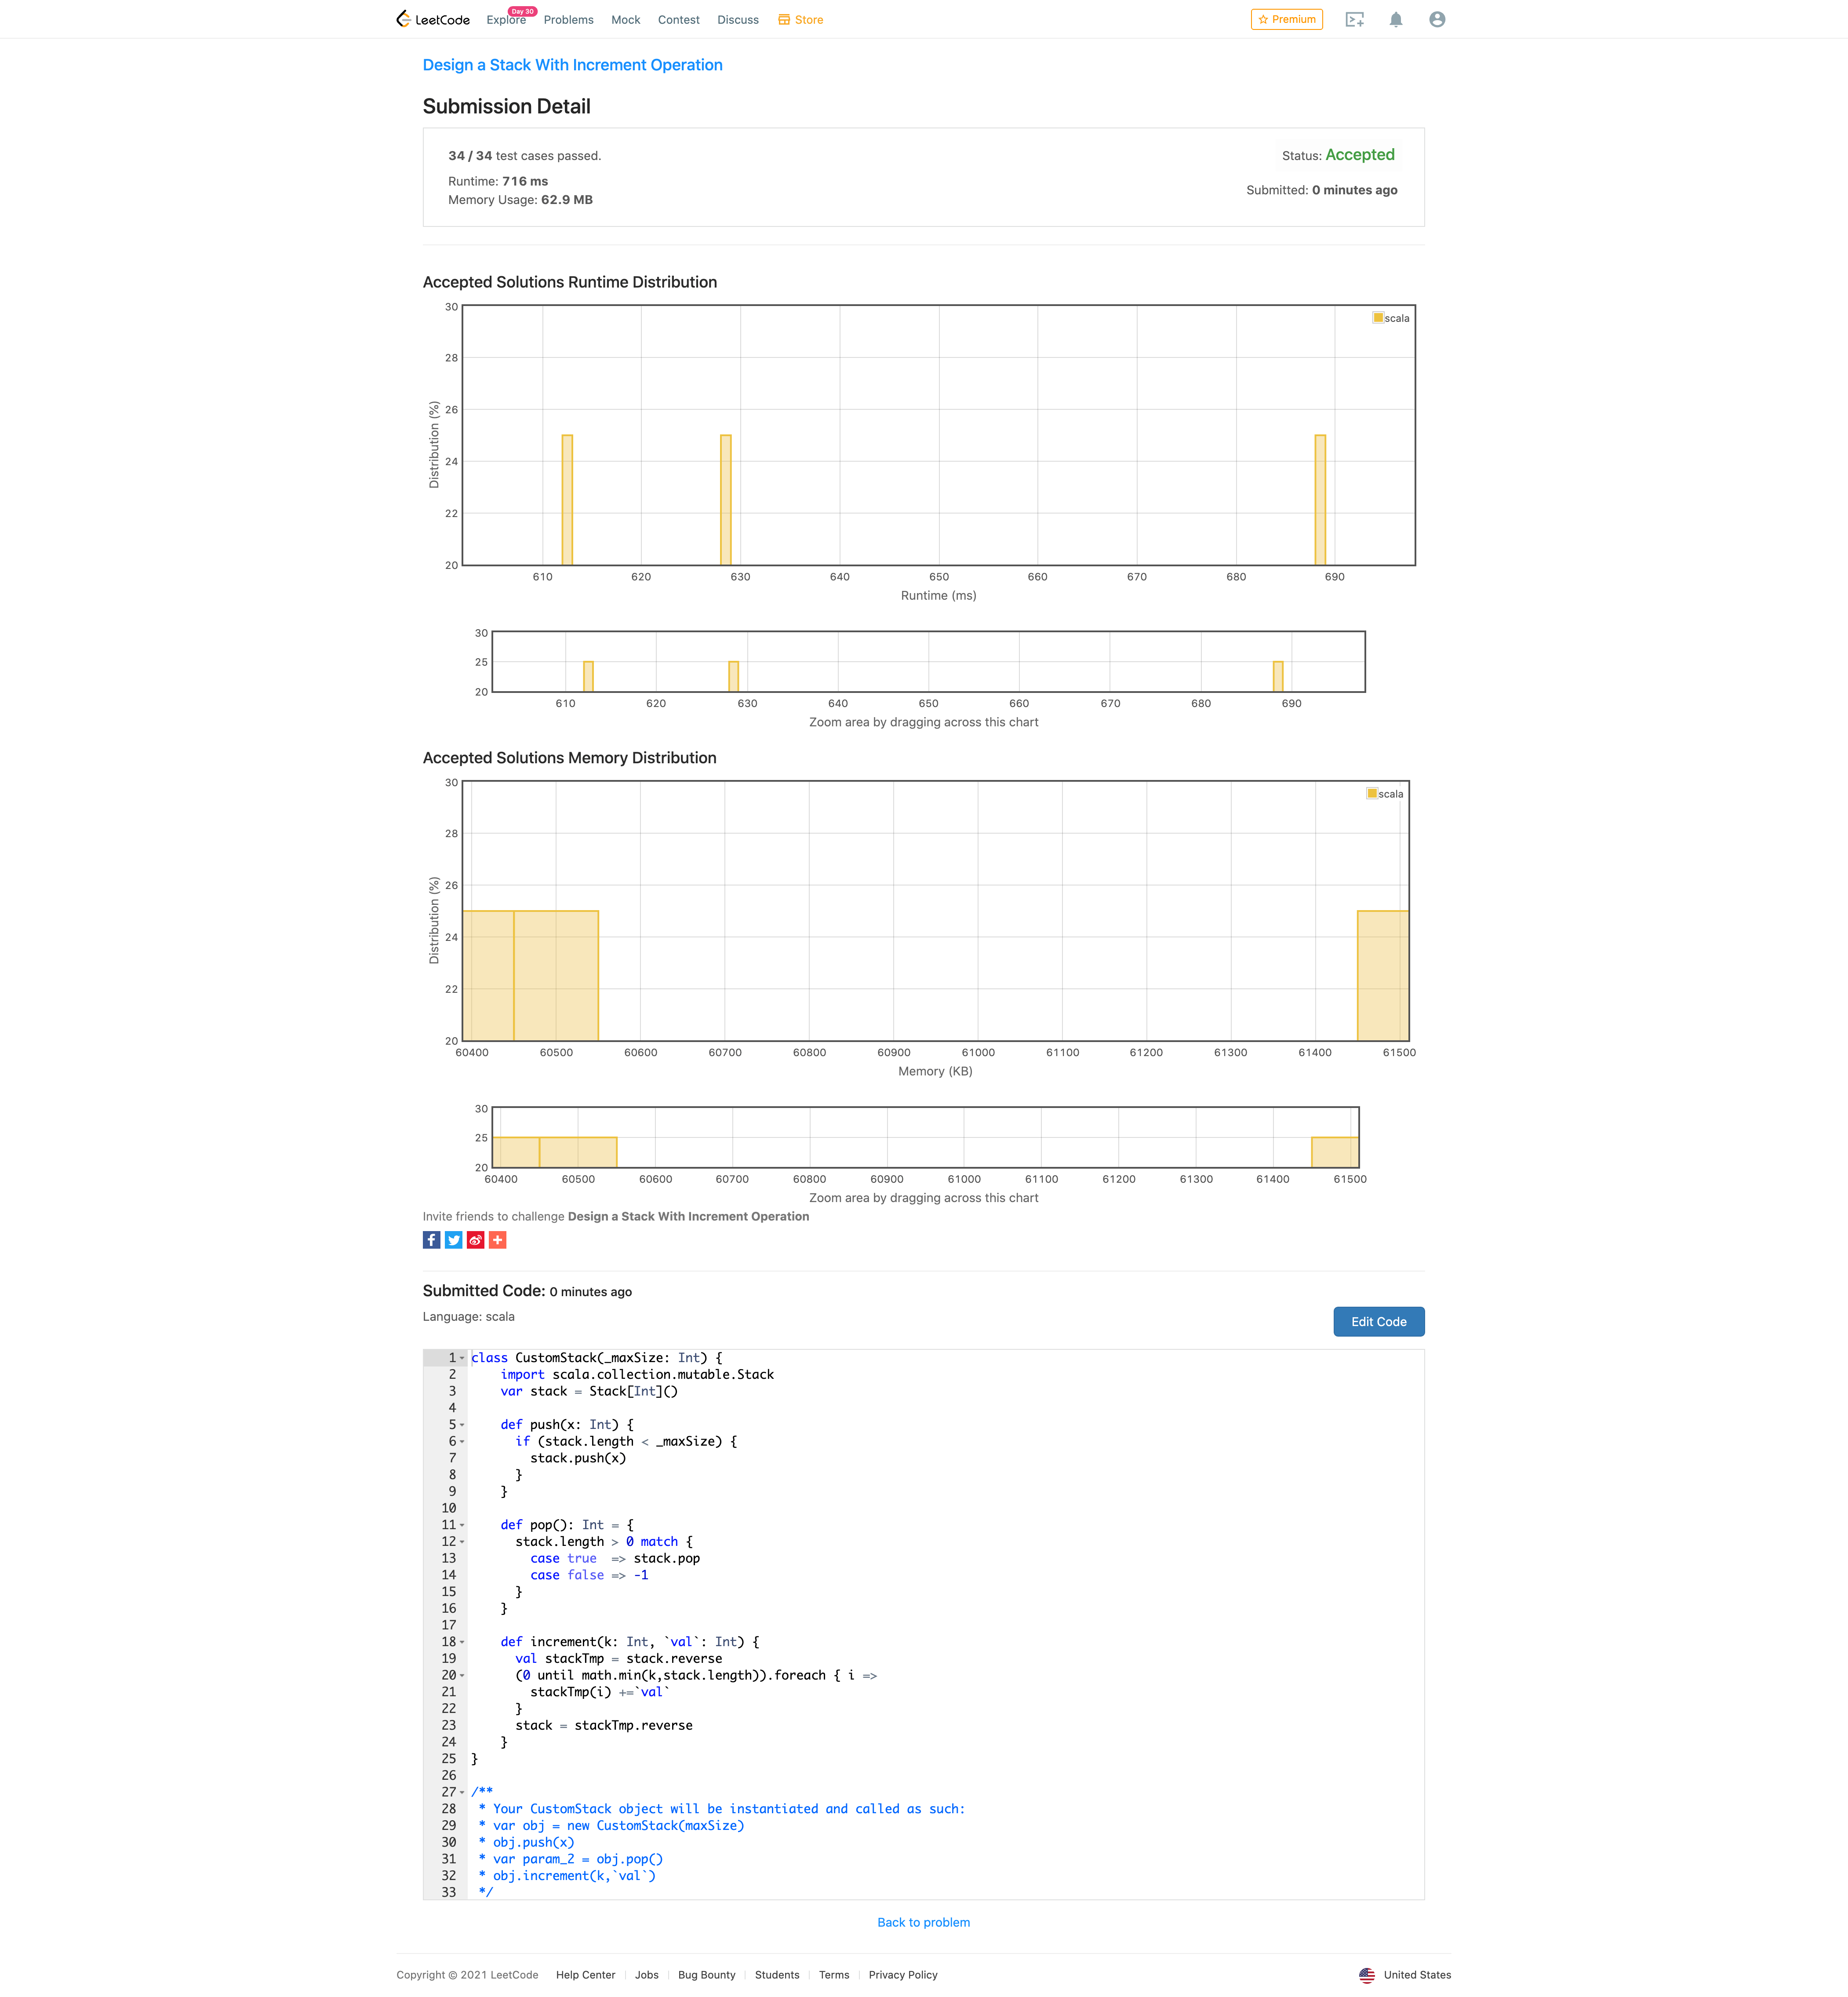 LeetCode Explore Day 30 Problems Mock Contest Discuss Store Premium
Design a Stack With Increment Operation
Submission Detail
34 / 34 test cases passed.
Status: Accepted
Runtime: 716 ms
Submitted: 0 minutes ago
Memory Usage: 62.9 MB
Accepted Solutions Runtime Distribution
30
scala
28
26
24
22
20
Distribution (%)
610 620 630 640 650 660 670 680 690
Runtime (ms)
30
25
20
610 620 630 640 650 660 670 680 690
Zoom area by dragging across this chart
Accepted Solutions Memory Distribution
30
scala
28
26
24
22
20
Distribution (%)
60400 60500 60600 60700 60800 60900 61000 61100 61200 61300 61400 61500
Memory (KB)
30
25
20
60400 60500 60600 60700 60800 60900 61000 61100 61200 61300 61400 61500
Zoom area by dragging across this chart
Invite friends to challenge Design a Stack With Increment Operation
Submitted Code: 0 minutes ago
Language: scala
Edit Code
1 class CustomStack(_maxSize: Int) {
2     import scala.collection.mutable.Stack
3     var stack = Stack[Int]()
4
5     def push(x: Int) {
6       if (stack.length < _maxSize) {
7         stack.push(x)
8       }
9     }
10
11     def pop(): Int = {
12       stack.length > 0 match {
13         case true  => stack.pop
14         case false => -1
15       }
16     }
17
18     def increment(k: Int, `val`: Int) {
19       val stackTmp = stack.reverse
20       (0 until math.min(k,stack.length)).foreach { i =>
21         stackTmp(i) +=`val`
22       }
23       stack = stackTmp.reverse
24     }
25 }
26
27 /**
28  * Your CustomStack object will be instantiated and called as such:
29  * var obj = new CustomStack(maxSize)
30  * obj.push(x)
31  * var param_2 = obj.pop()
32  * obj.increment(k,`val`)
33  */
Back to problem
Copyright © 2021 LeetCode Help Center Jobs Bug Bounty Students Terms Privacy Policy United States